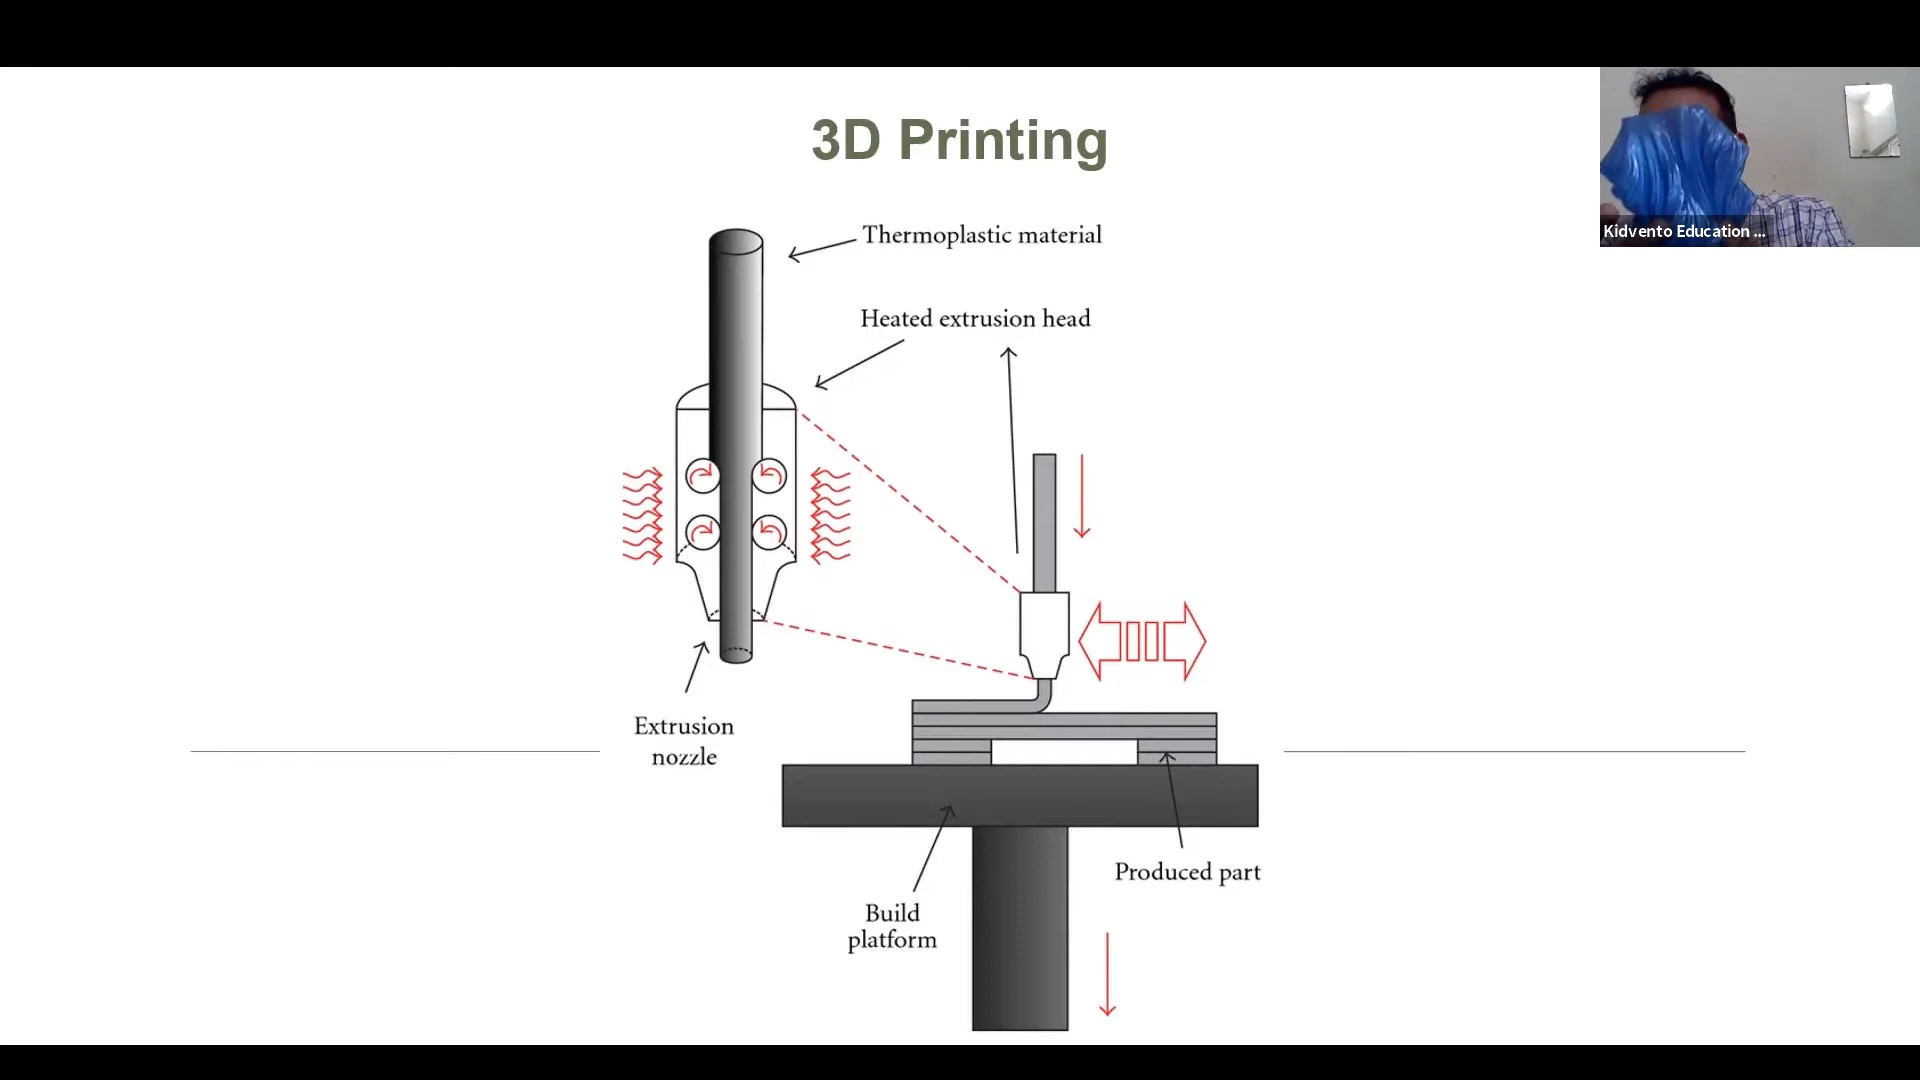 3D Printing
Kidvento Education ...
Thermoplastic material
Heated extrusion head
Extrusion
nozzle
Produced part
Build
platform